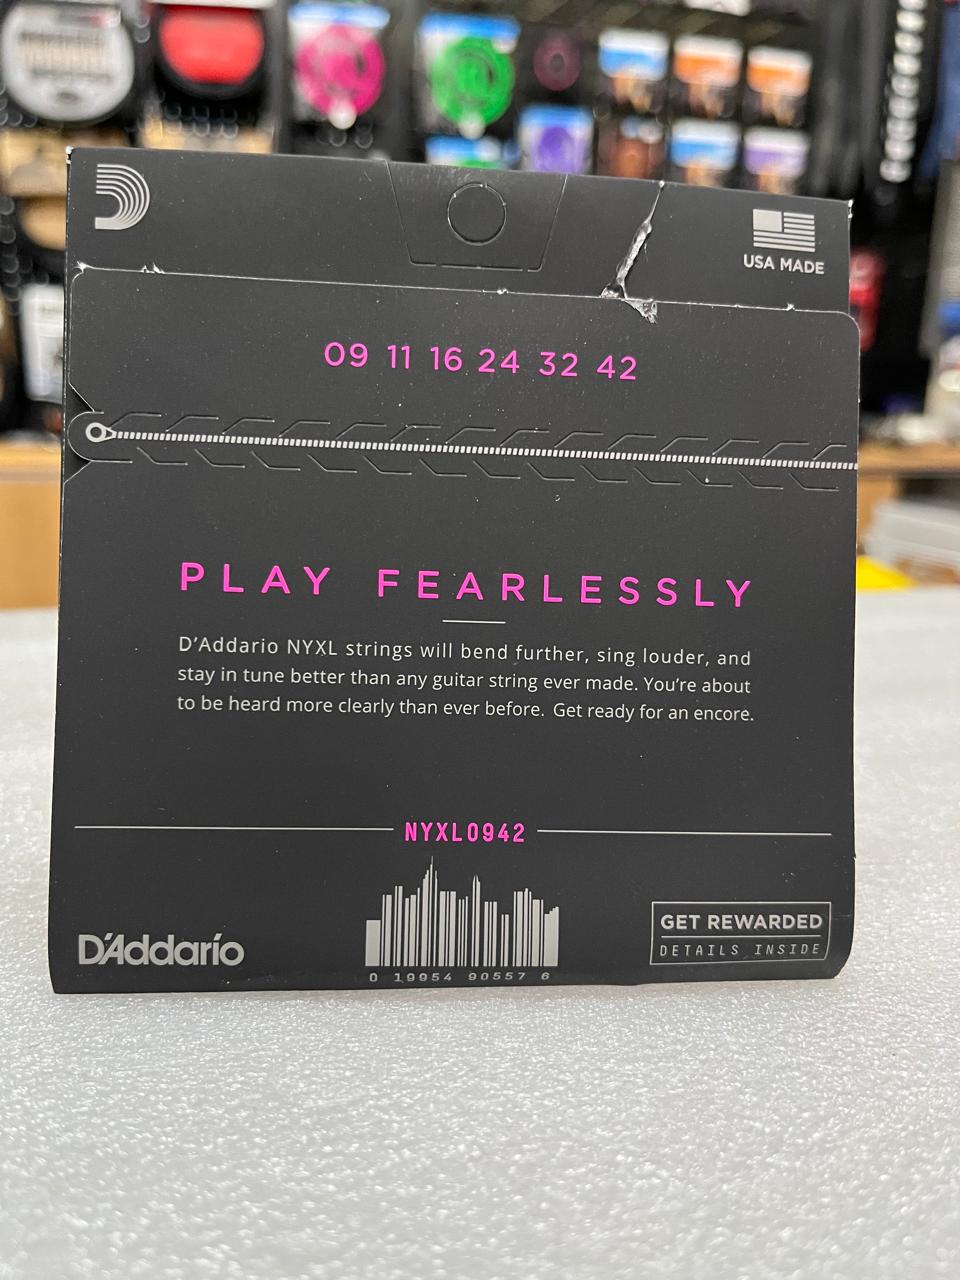 USA MADE
09 11 16 24 32 42
PLAY FEARLESSLY
D'Addario NYXL strings will bend further, sing louder, and
stay in tune better than any guitar string ever made. You're about
to be heard more clearly than ever before. Get ready for an encore.
NYXL0942
D'Addario
0 19954 90557 6
GET REWARDED
DETAILS INSIDE